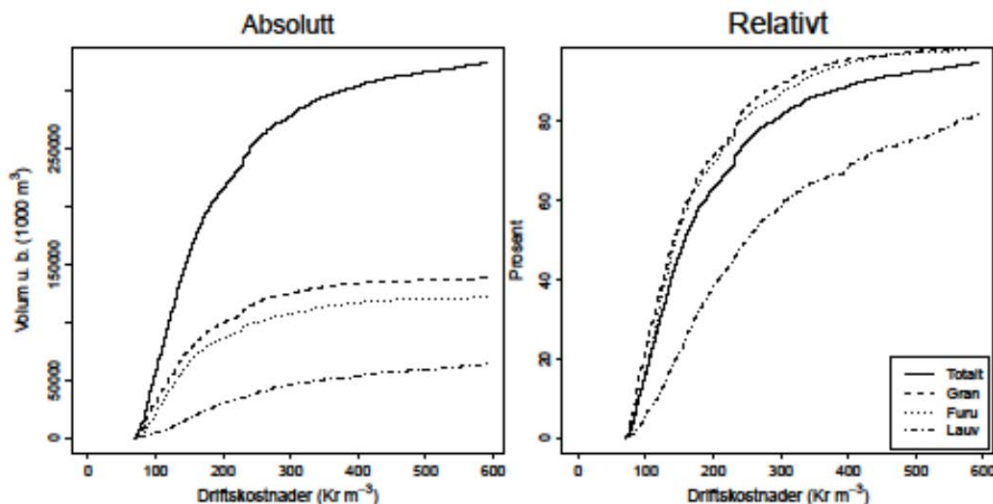 Absolutt
Volum u. b. (1000 m³)
250000
150000
50000
0
0 100 200 300 400 500 600
Driftskostnader (Kr m⁻³)
Relativt
Prosent
80
60
40
20
0
Totalt
Gran
Furu
Lauv
0 100 200 300 400 500 600
Driftskostnader (Kr m⁻³)